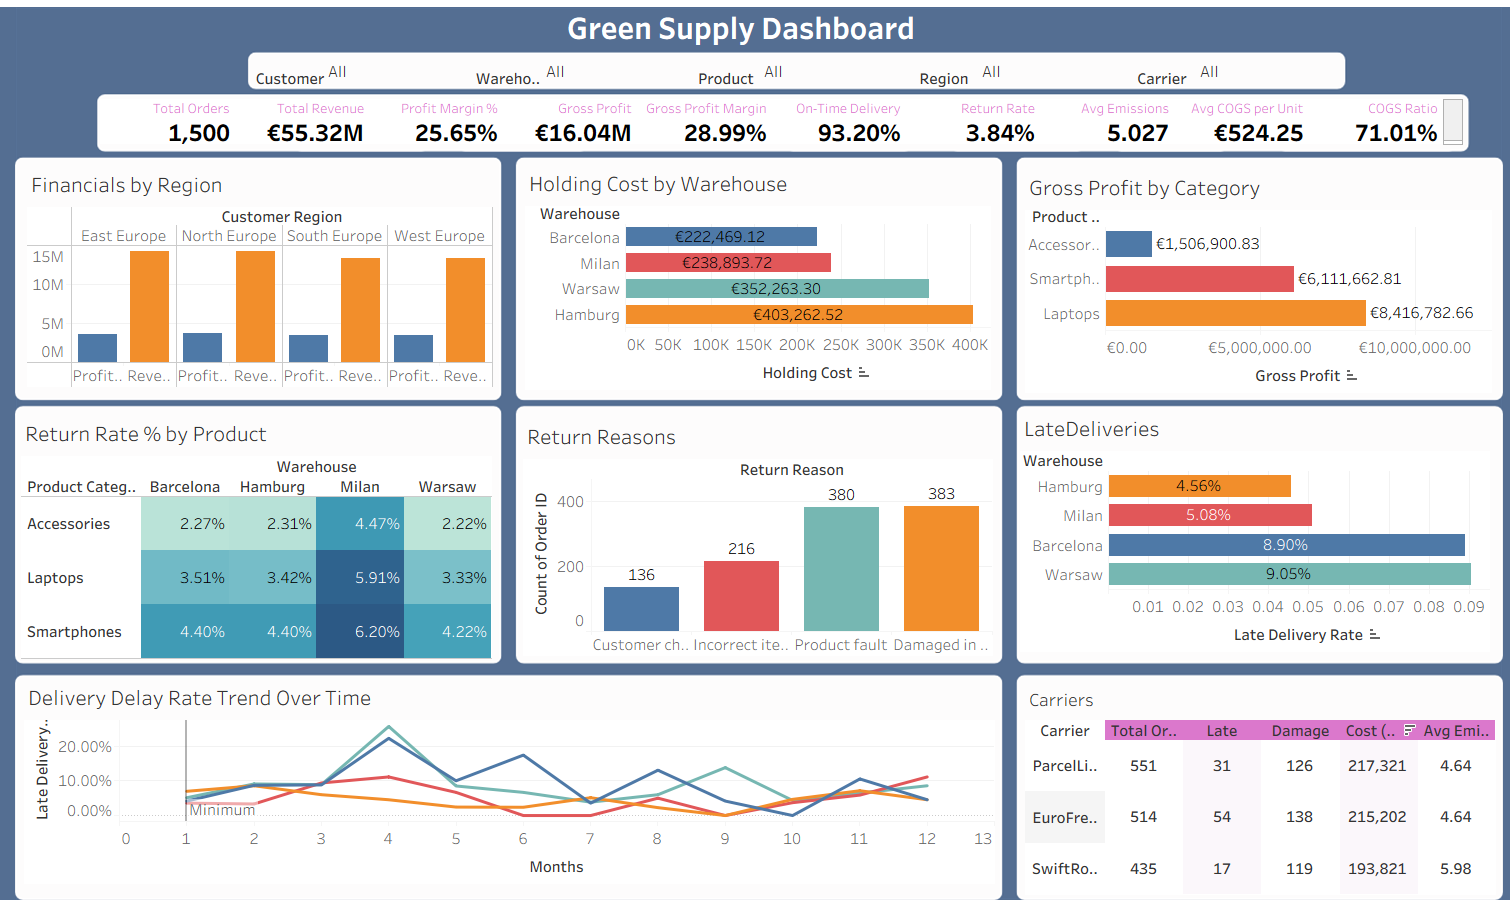 Green Supply Dashboard
Customer All Wareho.. All Product All Region All Carrier All
Total Orders Total Revenue Profit Margin % Gross Profit Gross Profit Margin On-Time Delivery Return Rate Avg Emissions Avg COGS per Unit COGS Ratio
1,500 €55.32M 25.65% €16.04M 28.99% 93.20% 3.84% 5.027 €524.25 71.01%
Financials by Region
Customer Region
East Europe North Europe South Europe West Europe
15M
10M
5M
0M
Profit.. Reve.. Profit.. Reve.. Profit.. Reve.. Profit.. Reve..
Holding Cost by Warehouse
Warehouse
Barcelona €222,469.12
Milan €238,893.72
Warsaw €352,263.30
Hamburg €403,262.52
0K 50K 100K 150K 200K 250K 300K 350K 400K
Holding Cost
Gross Profit by Category
Product ..
Accessor.. €1,506,900.83
Smartph.. €6,111,662.81
Laptops €8,416,782.66
€0.00 €5,000,000.00 €10,000,000.00
Gross Profit
Return Rate % by Product
Warehouse
Product Categ.. Barcelona Hamburg Milan Warsaw
Accessories 2.27% 2.31% 4.47% 2.22%
Laptops 3.51% 3.42% 5.91% 3.33%
Smartphones 4.40% 4.40% 6.20% 4.22%
Return Reasons
Return Reason
Count of Order ID
400
200
0
136 216 380 383
Customer ch.. Incorrect ite.. Product fault Damaged in ..
LateDeliveries
Warehouse
Hamburg 4.56%
Milan 5.08%
Barcelona 8.90%
Warsaw 9.05%
0.01 0.02 0.03 0.04 0.05 0.06 0.07 0.08 0.09
Late Delivery Rate
Delivery Delay Rate Trend Over Time
Late Delivery..
20.00%
10.00%
0.00%
Minimum
0 1 2 3 4 5 6 7 8 9 10 11 12 13
Months
Carriers
Carrier Total Or.. Late Damage Cost (.. Avg Emi..
ParcelLi.. 551 31 126 217,321 4.64
EuroFre.. 514 54 138 215,202 4.64
SwiftRo.. 435 17 119 193,821 5.98